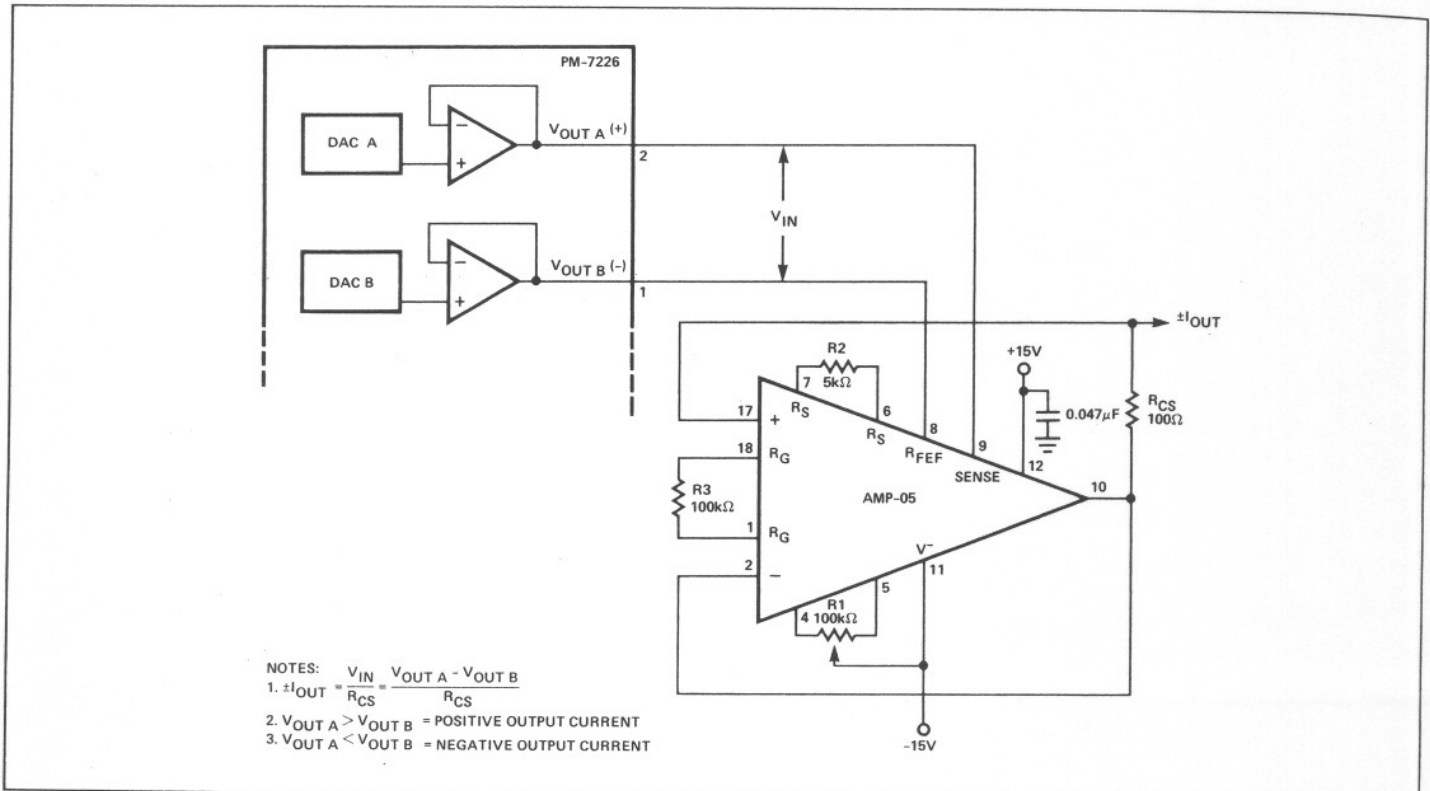 PM-7226
DAC A
−
+
V_OUT A (+)
2
V_IN
DAC B
−
+
V_OUT B (−)
1
±I_OUT
R2
5kΩ
7
R_S
6
R_S
8
R_FEF
9
SENSE
+15V
0.047µF
12
R_CS
100Ω
17
+
18
R_G
R3
100kΩ
1
R_G
2
−
AMP-05
10
V−
11
5
R1
4 100kΩ
-15V
NOTES:
1. ±I_OUT = V_IN / R_CS = V_OUT A - V_OUT B / R_CS
2. V_OUT A > V_OUT B = POSITIVE OUTPUT CURRENT
3. V_OUT A < V_OUT B = NEGATIVE OUTPUT CURRENT